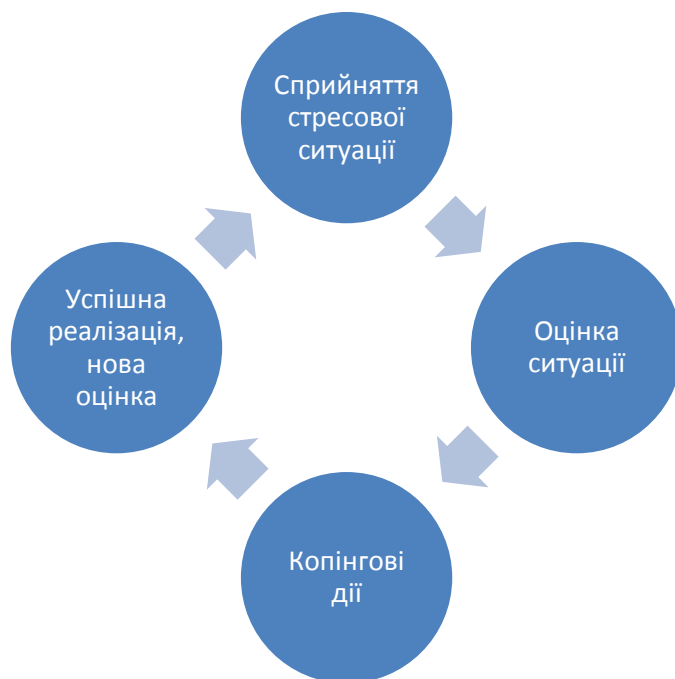 Сприйняття
стресової
ситуації
Оцінка
ситуації
Копінгові
дії
Успішна
реалізація,
нова
оцінка